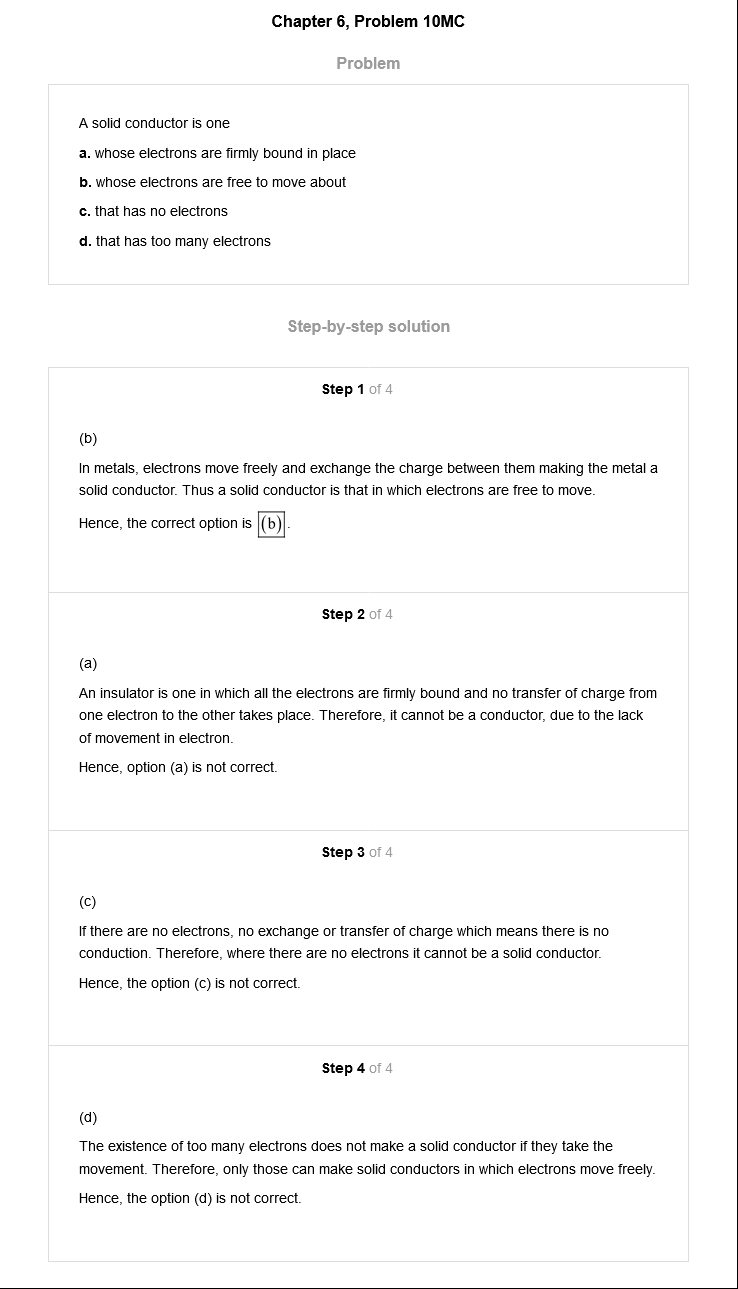 Chapter 6, Problem 10MC
Problem
A solid conductor is one
a. whose electrons are firmly bound in place
b. whose electrons are free to move about
c. that has no electrons
d. that has too many electrons
Step-by-step solution
Step 1 of 4
(b)
In metals, electrons move freely and exchange the charge between them making the metal a
solid conductor. Thus a solid conductor is that in which electrons are free to move.
Hence, the correct option is (b).
Step 2 of 4
(a)
An insulator is one in which all the electrons are firmly bound and no transfer of charge from
one electron to the other takes place. Therefore, it cannot be a conductor, due to the lack
of movement in electron.
Hence, option (a) is not correct.
Step 3 of 4
(c)
If there are no electrons, no exchange or transfer of charge which means there is no
conduction. Therefore, where there are no electrons it cannot be a solid conductor.
Hence, the option (c) is not correct.
Step 4 of 4
(d)
The existence of too many electrons does not make a solid conductor if they take the
movement. Therefore, only those can make solid conductors in which electrons move freely.
Hence, the option (d) is not correct.